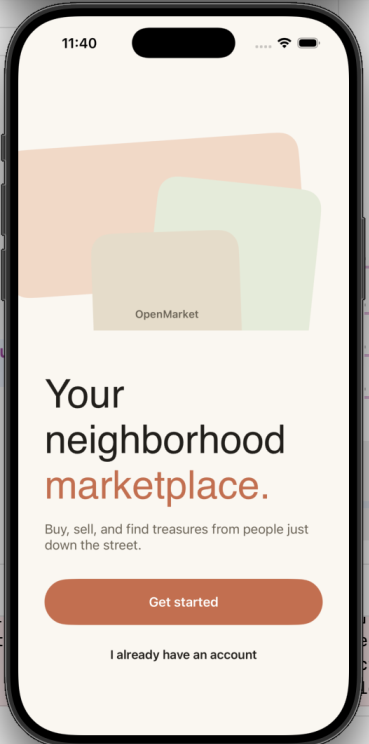 11:40
OpenMarket
Your
neighborhood
marketplace.
Buy, sell, and find treasures from people just
down the street.
Get started
I already have an account